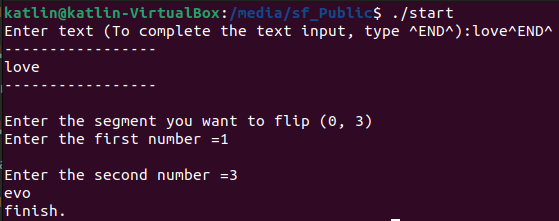 katlin@katlin-VirtualBox:/media/sf_Public$ ./start
Enter text (To complete the text input, type ^END^):love^END^
-----------------
love
-----------------
Enter the segment you want to flip (0, 3)
Enter the first number =1
Enter the second number =3
evo
finish.